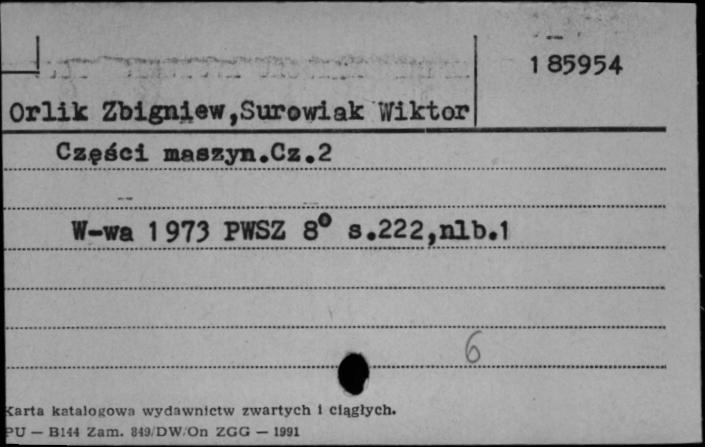 185954
Orlik Zbigniew,Surowiak Wiktor
Części maszyn.Cz.2
W-wa 1973 PWSZ 8° s.222,nlb.1
6
Karta katalogowa wydawnictw zwartych i ciągłych.
PU — B144 Zam. 849/DW/On ZGG — 1991